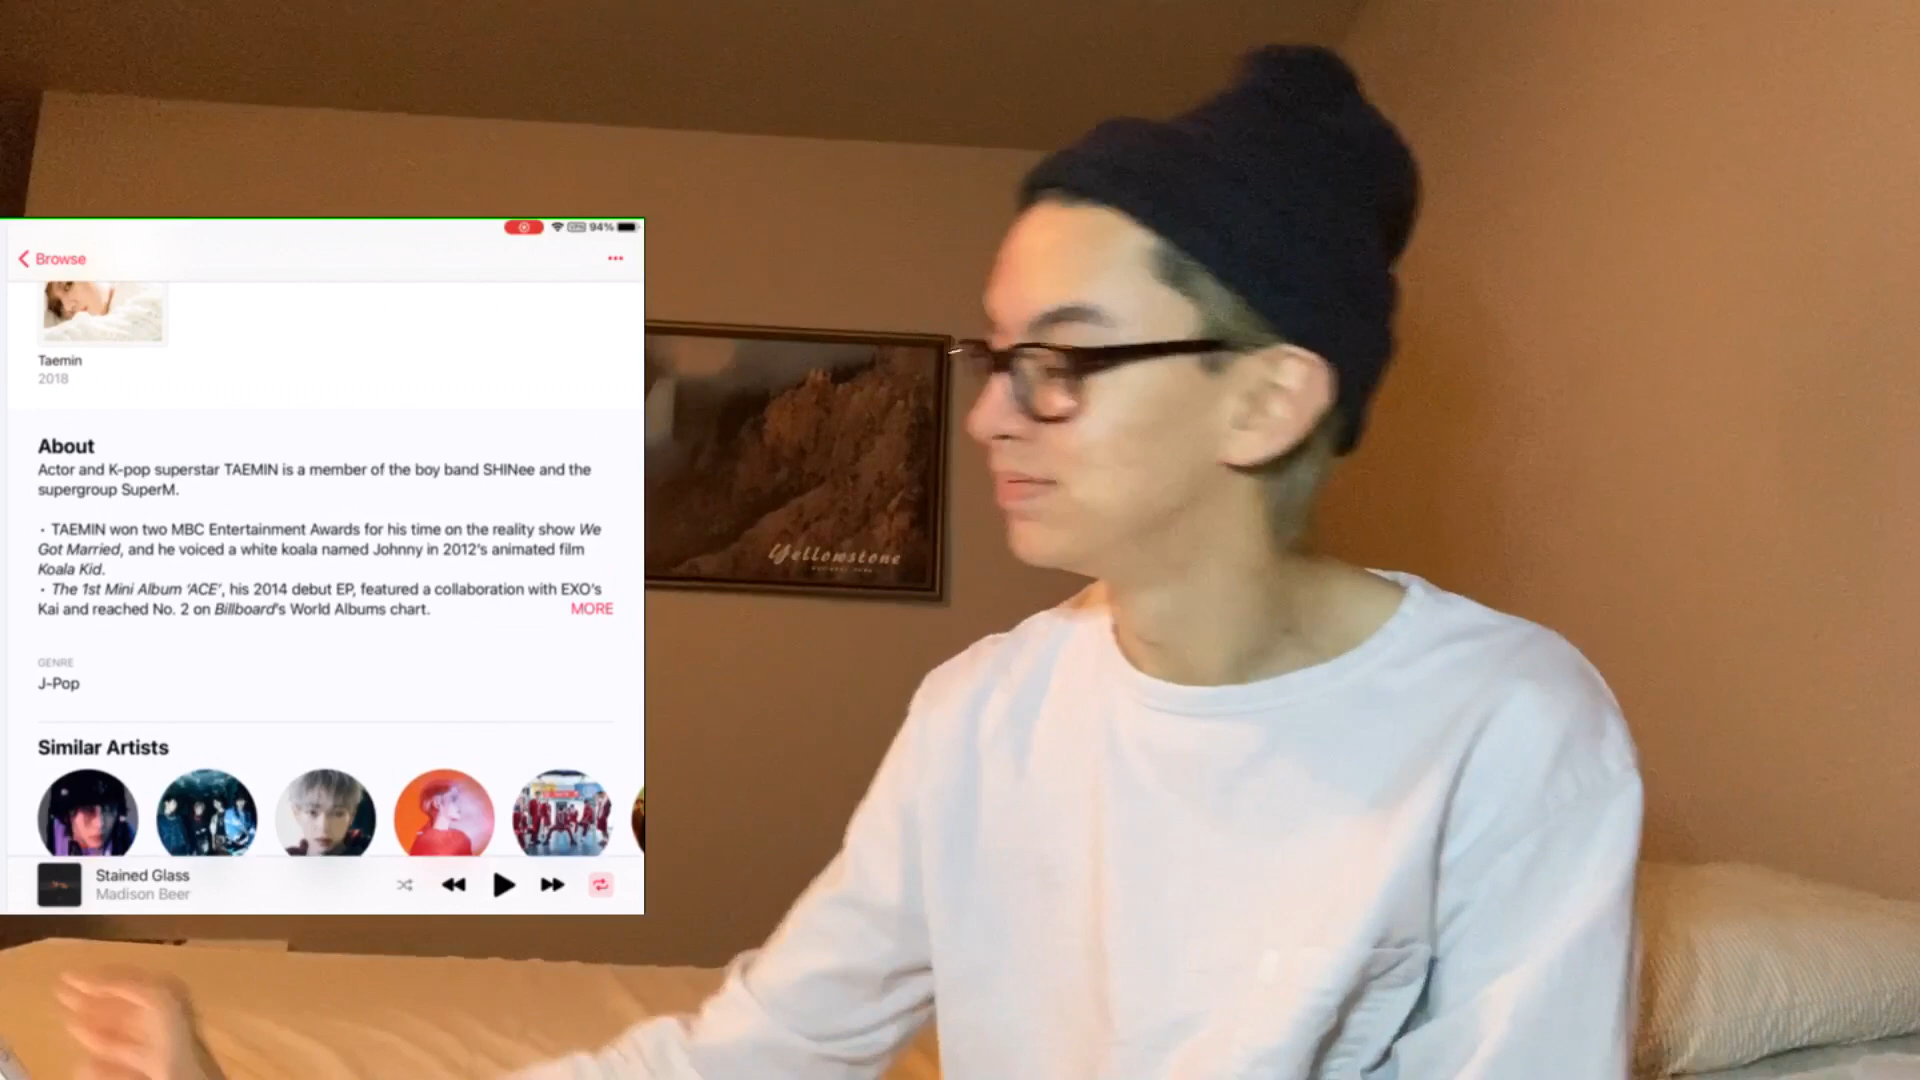 94%
Browse
Taemin
2018
About
Actor and K-pop superstar TAEMIN is a member of the boy band SHINee and the
supergroup SuperM.
• TAEMIN won two MBC Entertainment Awards for his time on the reality show We
Got Married, and he voiced a white koala named Johnny in 2012's animated film
Koala Kid.
• The 1st Mini Album ‘ACE’, his 2014 debut EP, featured a collaboration with EXO's
Kai and reached No. 2 on Billboard's World Albums chart. MORE
GENRE
J-Pop
Similar Artists
Stained Glass
Madison Beer
Yellowstone